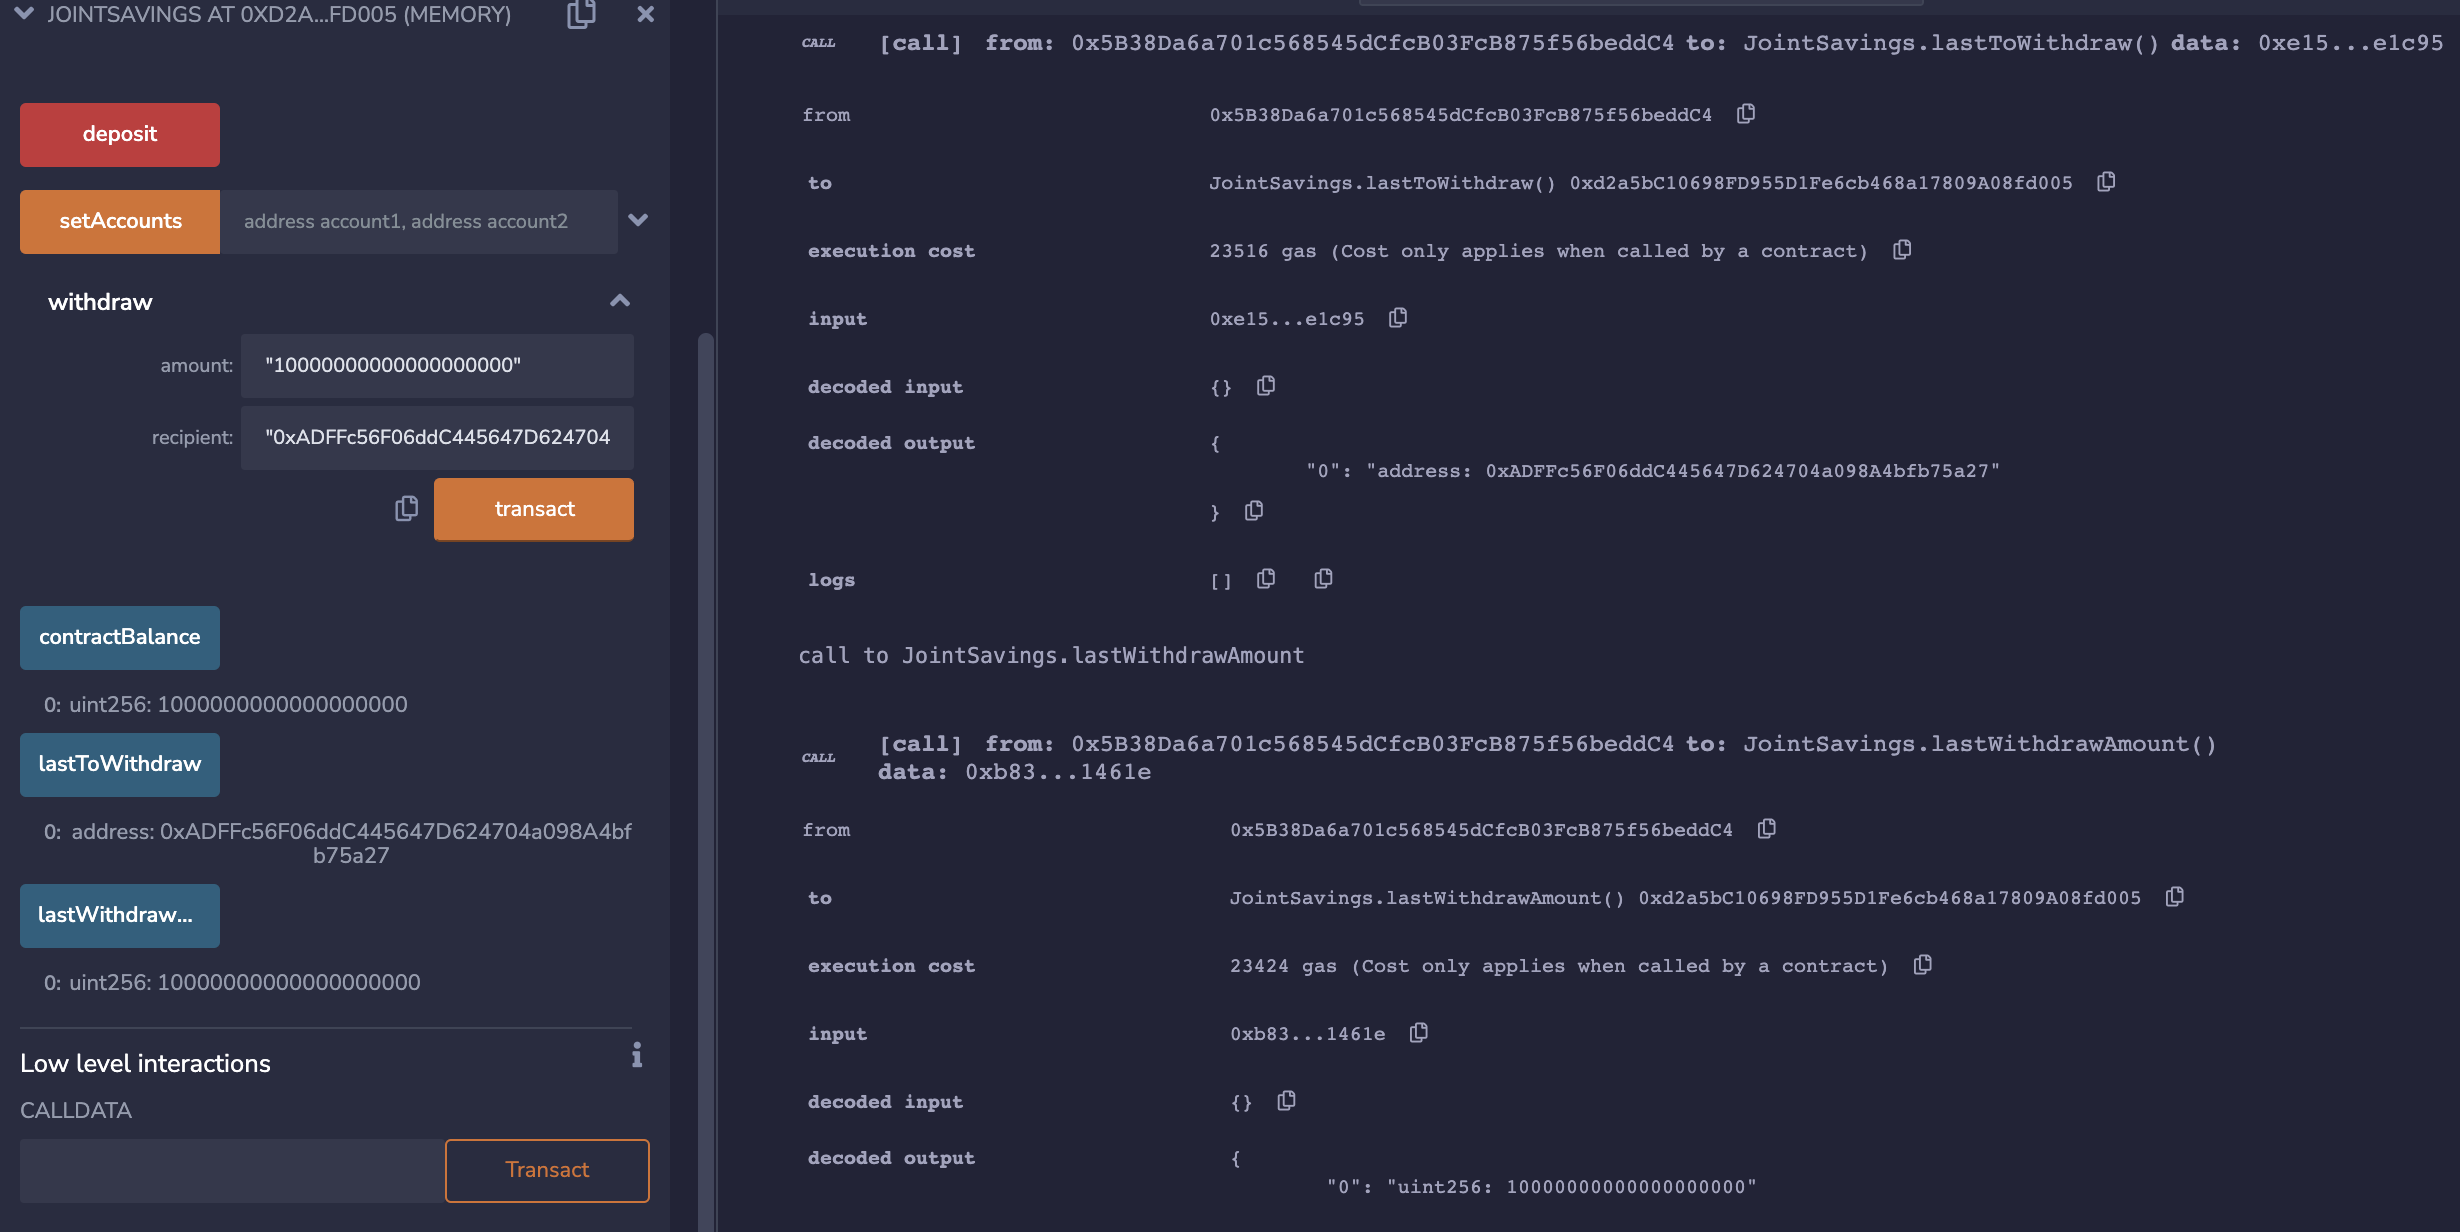 JOINTSAVINGS AT 0XD2A...FD005 (MEMORY)
deposit
setAccounts address account1, address account2
withdraw
amount: "10000000000000000000"
recipient: "0xADFFc56F06ddC445647D624704
transact
contractBalance
0: uint256: 1000000000000000000
lastToWithdraw
0: address: 0xADFFc56F06ddC445647D624704a098A4bf
b75a27
lastWithdraw...
0: uint256: 10000000000000000000
Low level interactions
CALLDATA
Transact
CALL [call] from: 0x5B38Da6a701c568545dCfcB03FcB875f56beddC4 to: JointSavings.lastToWithdraw() data: 0xe15...e1c95
from 0x5B38Da6a701c568545dCfcB03FcB875f56beddC4
to JointSavings.lastToWithdraw() 0xd2a5bC10698FD955D1Fe6cb468a17809A08fd005
execution cost 23516 gas (Cost only applies when called by a contract)
input 0xe15...e1c95
decoded input {}
decoded output {
"0": "address: 0xADFFc56F06ddC445647D624704a098A4bfb75a27"
}
logs []
call to JointSavings.lastWithdrawAmount
CALL [call] from: 0x5B38Da6a701c568545dCfcB03FcB875f56beddC4 to: JointSavings.lastWithdrawAmount()
data: 0xb83...1461e
from 0x5B38Da6a701c568545dCfcB03FcB875f56beddC4
to JointSavings.lastWithdrawAmount() 0xd2a5bC10698FD955D1Fe6cb468a17809A08fd005
execution cost 23424 gas (Cost only applies when called by a contract)
input 0xb83...1461e
decoded input {}
decoded output {
"0": "uint256: 10000000000000000000"